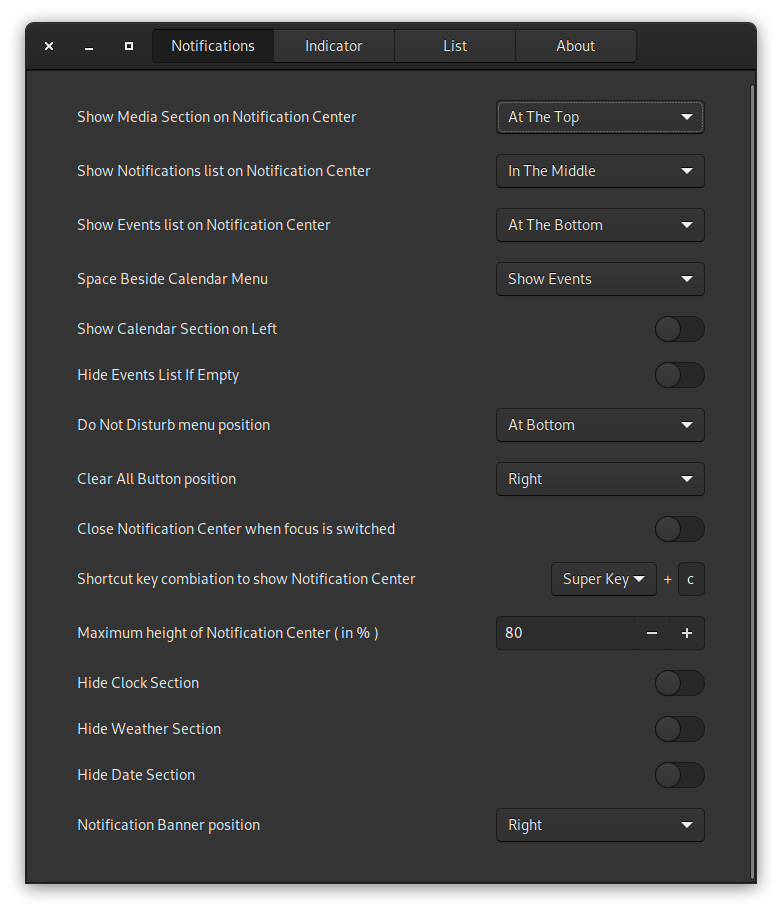 Notifications Indicator List About
Show Media Section on Notification Center At The Top
Show Notifications list on Notification Center In The Middle
Show Events list on Notification Center At The Bottom
Space Beside Calendar Menu Show Events
Show Calendar Section on Left
Hide Events List If Empty
Do Not Disturb menu position At Bottom
Clear All Button position Right
Close Notification Center when focus is switched
Shortcut key combiation to show Notification Center Super Key + c
Maximum height of Notification Center ( in % ) 80 − +
Hide Clock Section
Hide Weather Section
Hide Date Section
Notification Banner position Right